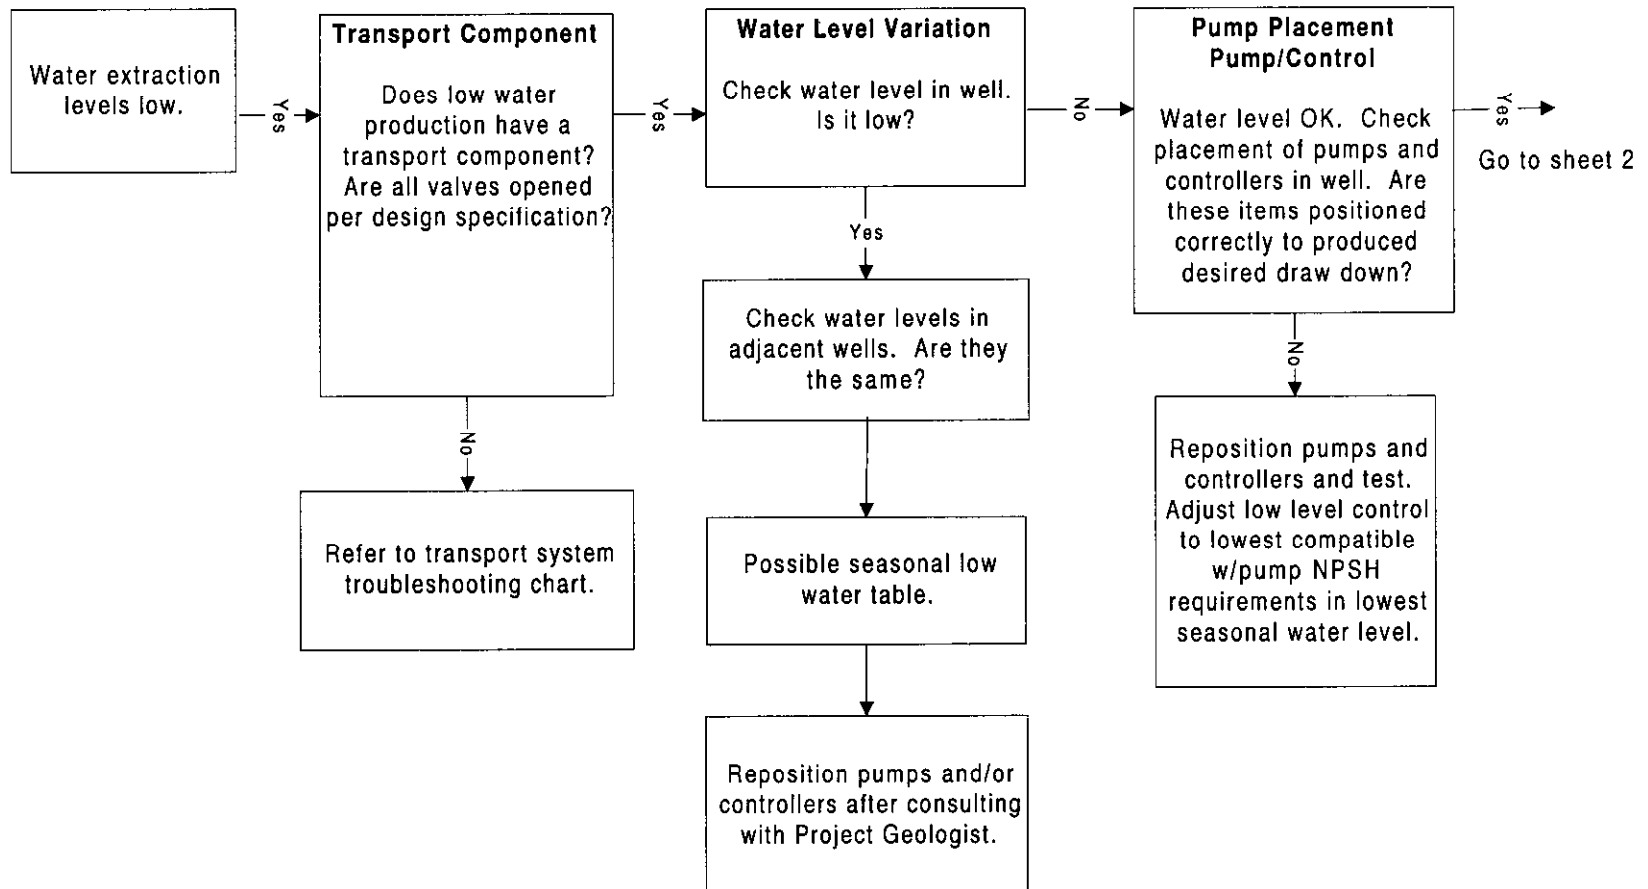 Water extraction
levels low.
Yes
Transport Component
Does low water
production have a
transport component?
Are all valves opened
per design specification?
Yes
No
Refer to transport system
troubleshooting chart.
Water Level Variation
Check water level in well.
Is it low?
No
Yes
Check water levels in
adjacent wells. Are they
the same?
Possible seasonal low
water table.
Reposition pumps and/or
controllers after consulting
with Project Geologist.
Pump Placement
Pump/Control
Water level OK. Check
placement of pumps and
controllers in well. Are
these items positioned
correctly to produced
desired draw down?
Yes
Go to sheet 2
No
Reposition pumps and
controllers and test.
Adjust low level control
to lowest compatible
w/pump NPSH
requirements in lowest
seasonal water level.